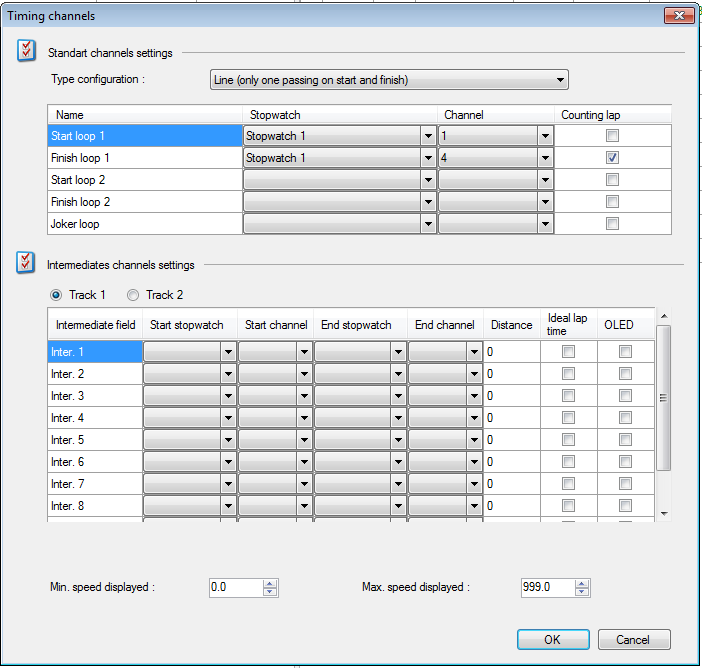 Timing channels
Standart channels settings
Type configuration :
Line (only one passing on start and finish)
Name Stopwatch Channel Counting lap
Start loop 1 Stopwatch 1 1
Finish loop 1 Stopwatch 1 4
Start loop 2
Finish loop 2
Joker loop
Intermediates channels settings
Track 1 Track 2
Intermediate field Start stopwatch Start channel End stopwatch End channel Distance Ideal lap time OLED
Inter. 1 0
Inter. 2 0
Inter. 3 0
Inter. 4 0
Inter. 5 0
Inter. 6 0
Inter. 7 0
Inter. 8 0
Min. speed displayed : 0.0 Max. speed displayed : 999.0
OK Cancel